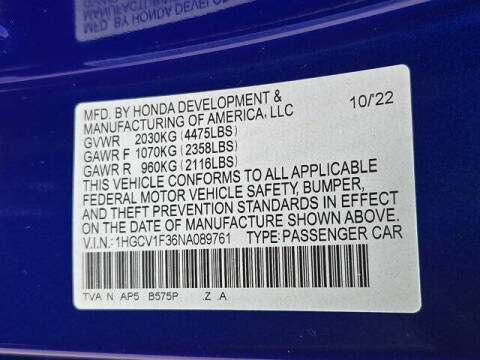 MFD. BY HONDA DEVELOPMENT & 10/'22
MANUFACTURING OF AMERICA, LLC
GVWR 2030KG (4475LBS)
GAWR F 1070KG (2358LBS)
GAWR R 960KG (2116LBS)
THIS VEHICLE CONFORMS TO ALL APPLICABLE
FEDERAL MOTOR VEHICLE SAFETY, BUMPER,
AND THEFT PREVENTION STANDARDS IN EFFECT
ON THE DATE OF MANUFACTURE SHOWN ABOVE.
V.I.N.: 1HGCV1F36NA089761 TYPE:PASSENGER CAR
TVA N AP5 B575P .Z .A